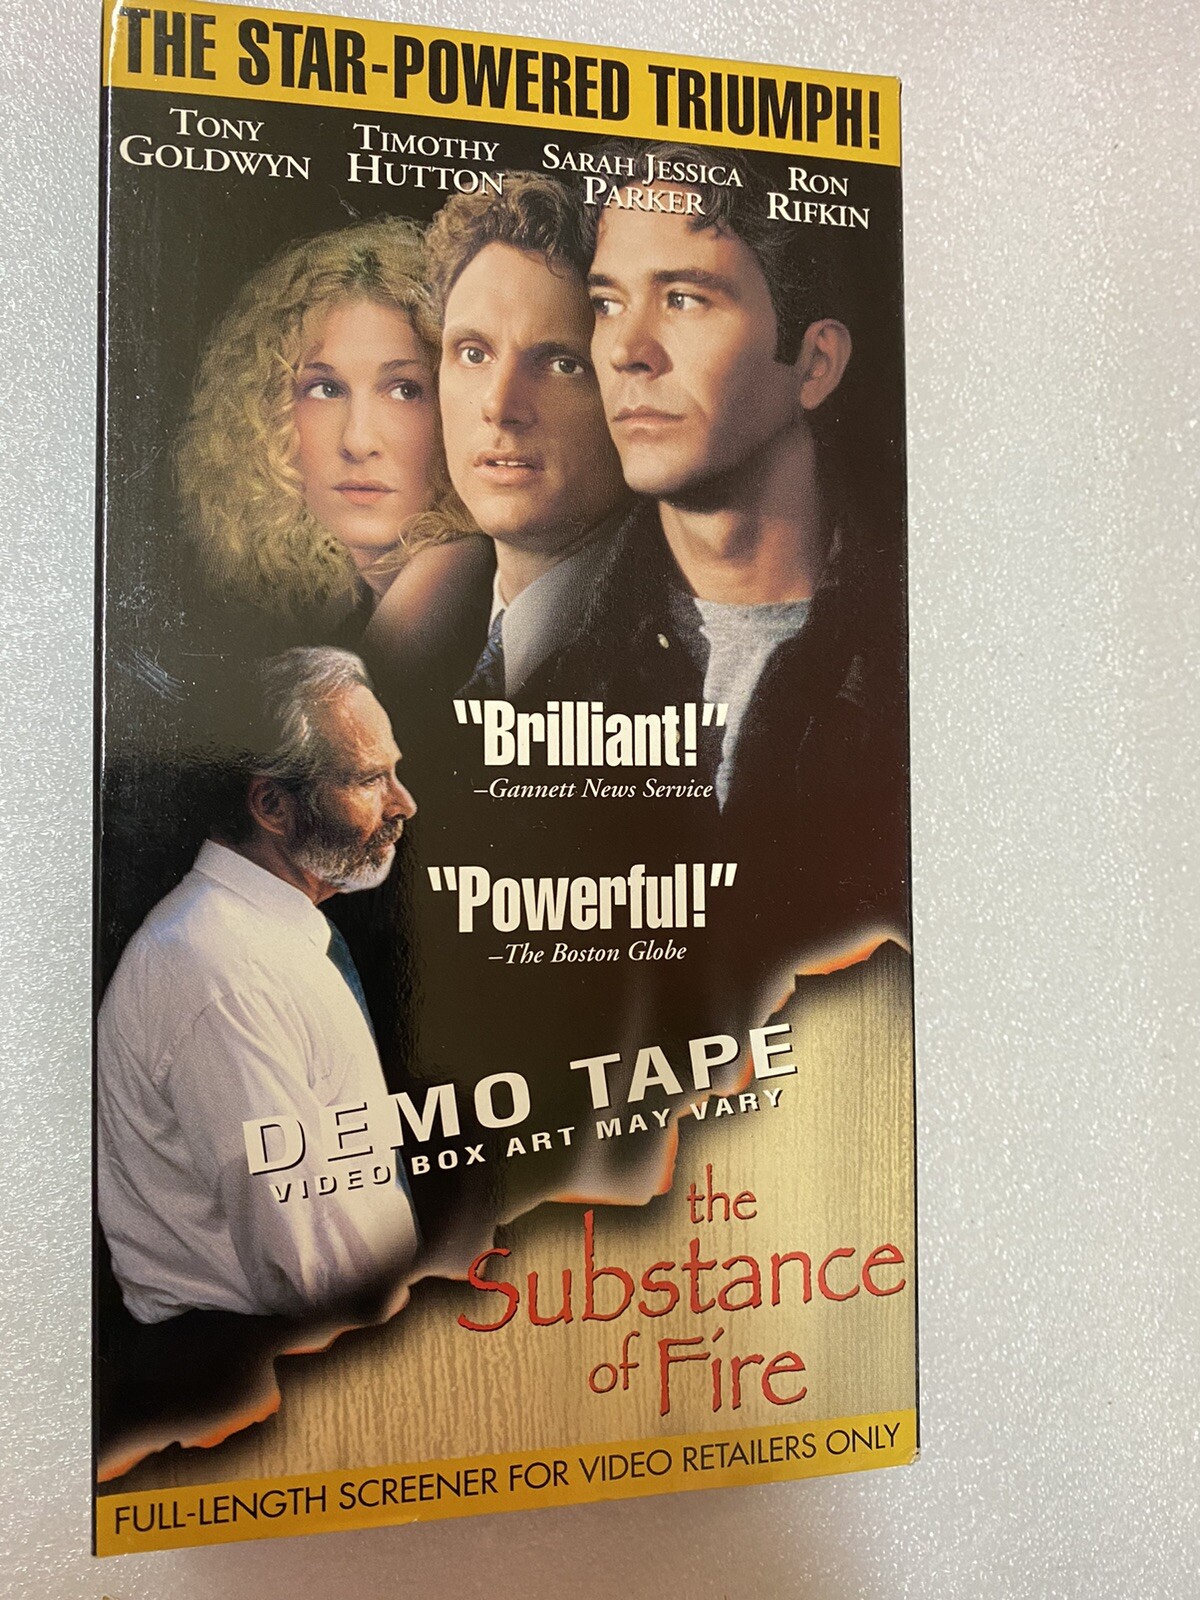 THE STAR-POWERED TRIUMPH!
TONY
GOLDWYN
TIMOTHY
HUTTON
SARAH JESSICA
PARKER
RON
RIFKIN
"Brilliant!"
–Gannett News Service
"Powerful!"
–The Boston Globe
DEMO TAPE
VIDEO BOX ART MAY VARY
the
Substance
of Fire
FULL-LENGTH SCREENER FOR VIDEO RETAILERS ONLY